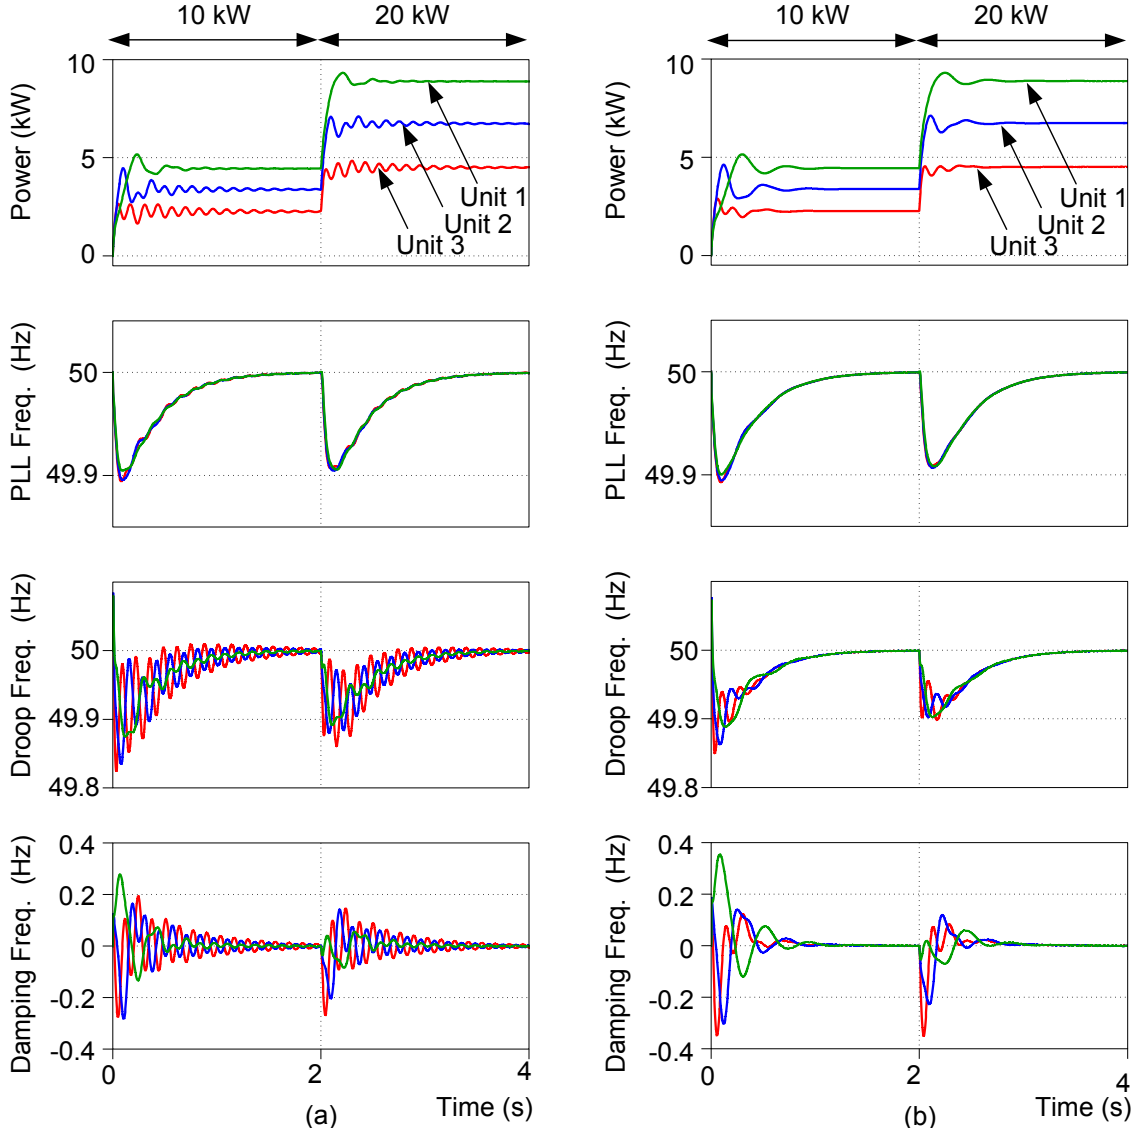 10 kW
20 kW
10 kW
20 kW
Power (kW)
10
5
0
Unit 1
Unit 2
Unit 3
Power (kW)
10
5
0
Unit 1
Unit 2
Unit 3
PLL Freq. (Hz)
50
49.9
PLL Freq. (Hz)
50
49.9
Droop Freq. (Hz)
50
49.9
49.8
Droop Freq. (Hz)
50
49.9
49.8
Damping Freq. (Hz)
0.4
0.2
0
-0.2
-0.4
0
2
4
Time (s)
(a)
Damping Freq. (Hz)
0.4
0.2
0
-0.2
-0.4
0
2
4
Time (s)
(b)